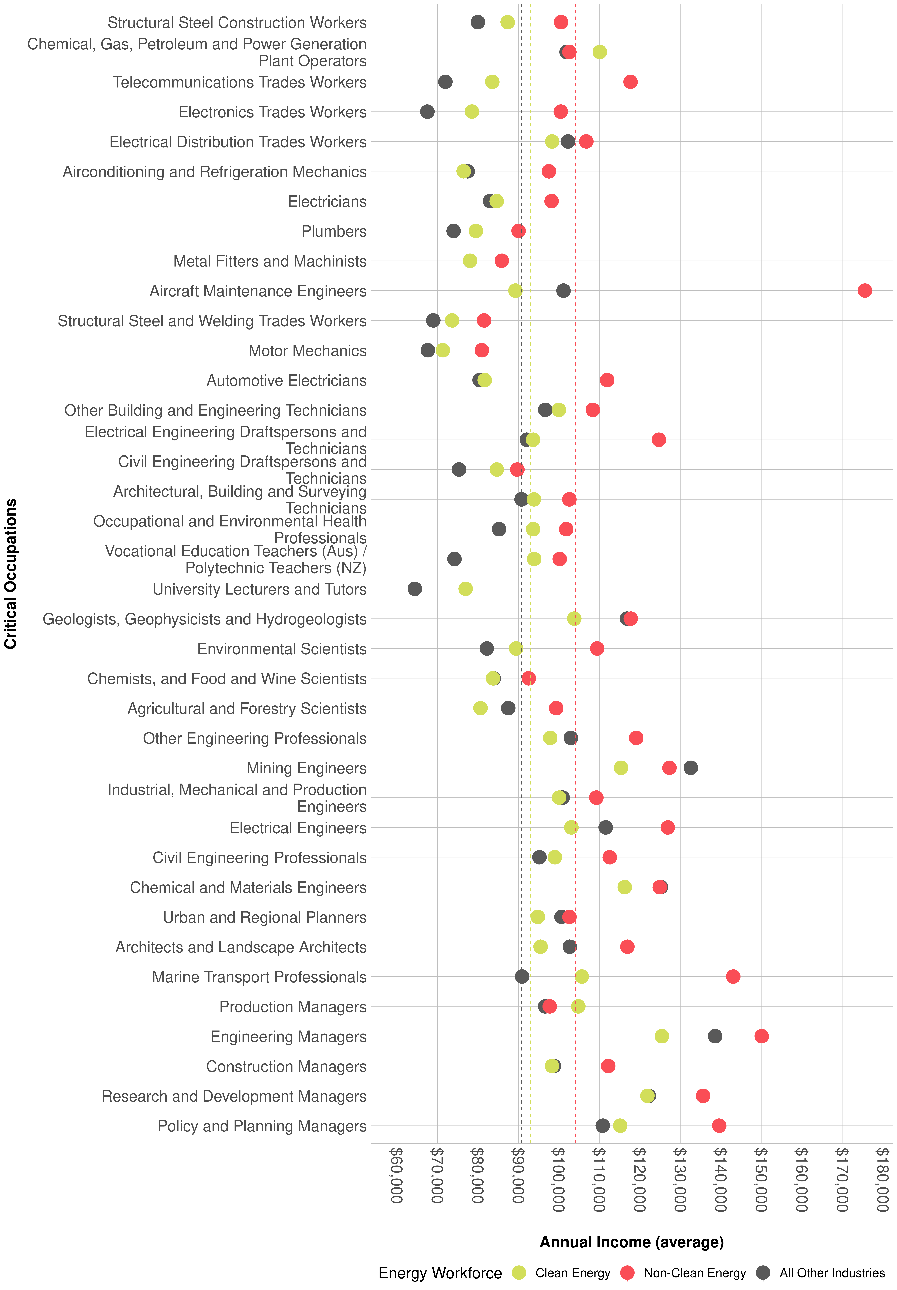 Structural Steel Construction Workers
Chemical, Gas, Petroleum and Power Generation
Plant Operators
Telecommunications Trades Workers
Electronics Trades Workers
Electrical Distribution Trades Workers
Airconditioning and Refrigeration Mechanics
Electricians
Plumbers
Metal Fitters and Machinists
Aircraft Maintenance Engineers
Structural Steel and Welding Trades Workers
Motor Mechanics
Automotive Electricians
Other Building and Engineering Technicians
Electrical Engineering Draftspersons and
Technicians
Civil Engineering Draftspersons and
Technicians
Architectural, Building and Surveying
Technicians
Occupational and Environmental Health
Professionals
Vocational Education Teachers (Aus) /
Polytechnic Teachers (NZ)
University Lecturers and Tutors
Geologists, Geophysicists and Hydrogeologists
Environmental Scientists
Chemists, and Food and Wine Scientists
Agricultural and Forestry Scientists
Other Engineering Professionals
Mining Engineers
Industrial, Mechanical and Production
Engineers
Electrical Engineers
Civil Engineering Professionals
Chemical and Materials Engineers
Urban and Regional Planners
Architects and Landscape Architects
Marine Transport Professionals
Production Managers
Engineering Managers
Construction Managers
Research and Development Managers
Policy and Planning Managers
Critical Occupations
$60,000
$70,000
$80,000
$90,000
$100,000
$110,000
$120,000
$130,000
$140,000
$150,000
$160,000
$170,000
$180,000
Annual Income (average)
Energy Workforce Clean Energy Non-Clean Energy All Other Industries